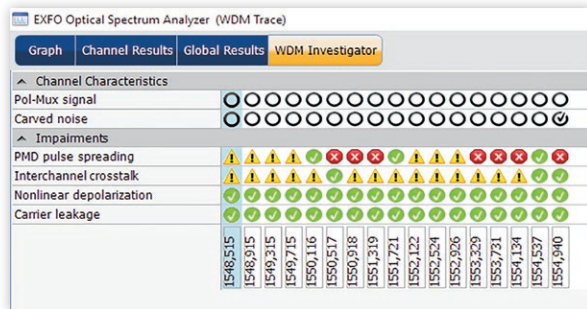 EXFO Optical Spectrum Analyzer (WDM Trace)
Graph Channel Results Global Results WDM Investigator
Channel Characteristics
Pol-Mux signal
Carved noise
Impairments
PMD pulse spreading
Interchannel crosstalk
Nonlinear depolarization
Carrier leakage
1548,515 1548,915 1549,315 1549,715 1550,116 1550,517 1550,918 1551,319 1551,721 1552,122 1552,524 1552,926 1553,329 1553,731 1554,134 1554,537 1554,940